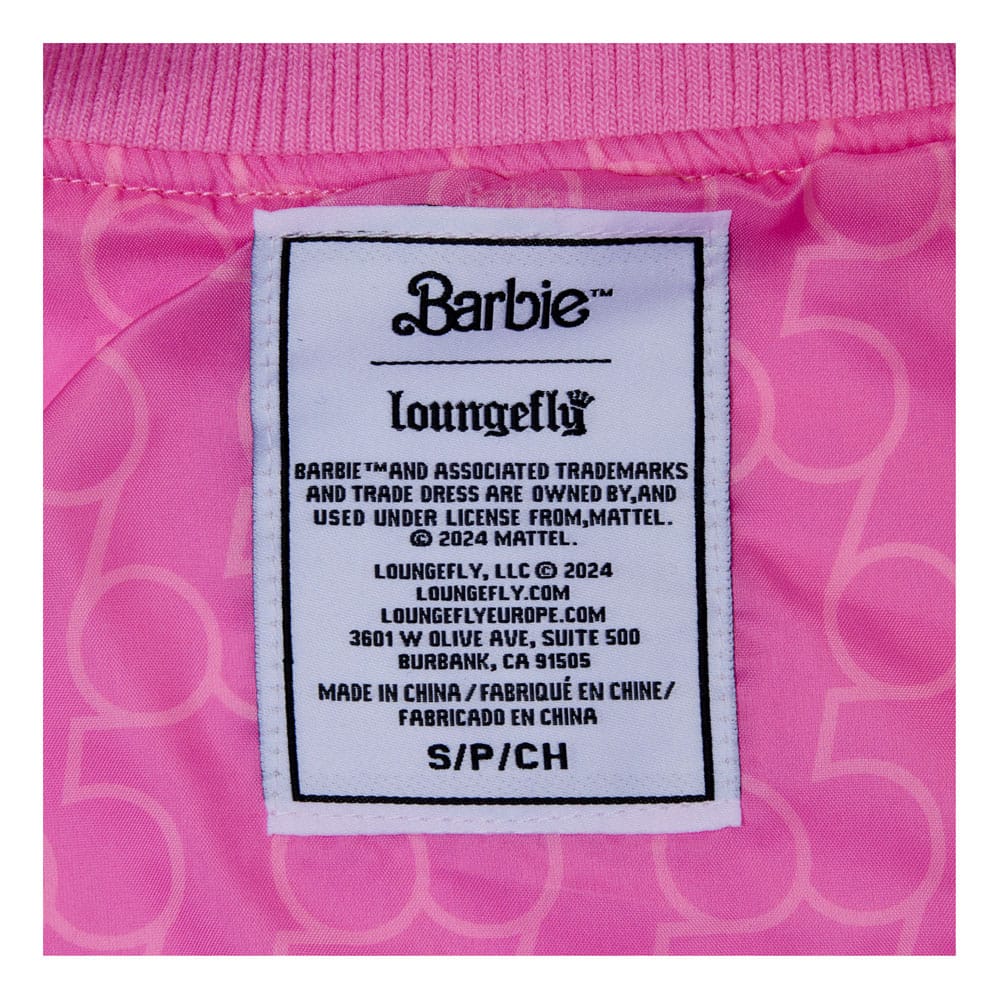 Barbie™
loungefly
BARBIE™AND ASSOCIATED TRADEMARKS
AND TRADE DRESS ARE OWNED BY,AND
USED UNDER LICENSE FROM,MATTEL.
© 2024 MATTEL.
LOUNGEFLY, LLC © 2024
LOUNGEFLY.COM
LOUNGEFLYEUROPE.COM
3601 W OLIVE AVE, SUITE 500
BURBANK, CA 91505
MADE IN CHINA/FABRIQUÉ EN CHINE/
FABRICADO EN CHINA
S/P/CH